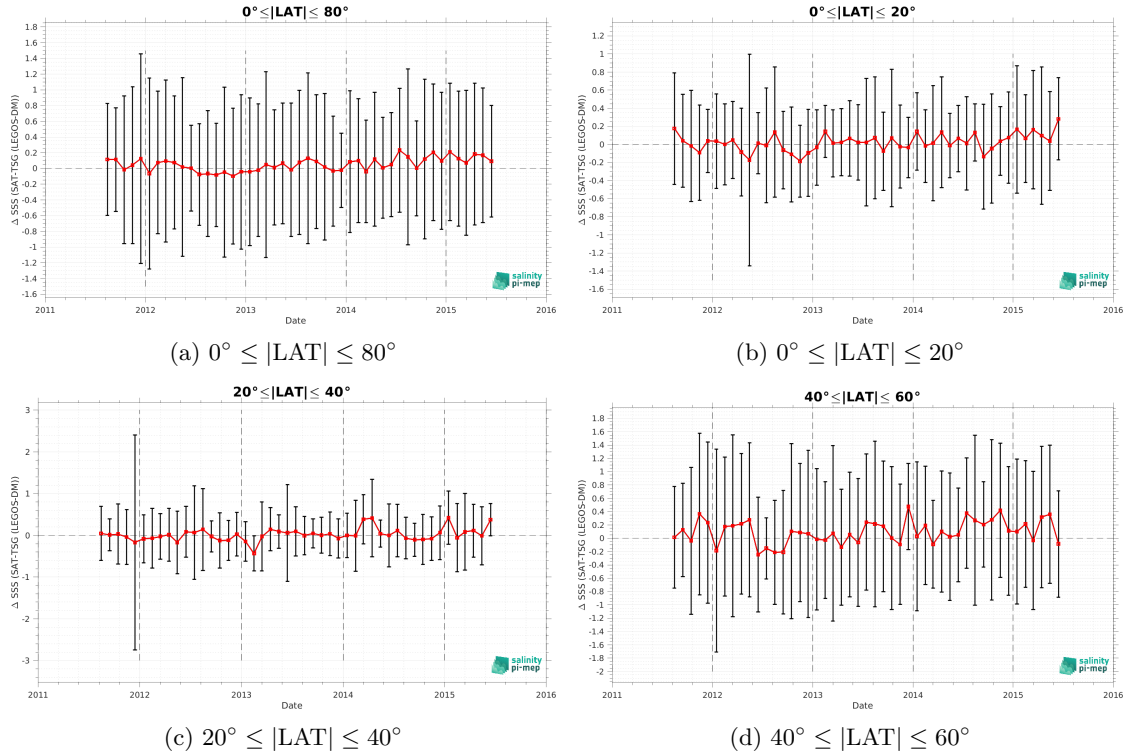 0°≤|LAT|≤ 80°
Δ SSS (SAT-TSG (LEGOS-DM))
1.8
1.6
1.4
1.2
1
0.8
0.6
0.4
0.2
0
-0.2
-0.4
-0.6
-0.8
-1
-1.2
-1.4
-1.6
2011 2012 2013 2014 2015 2016
Date
salinity
pi-mep
(a) 0° ≤ |LAT| ≤ 80°
0°≤|LAT|≤ 20°
Δ SSS (SAT-TSG (LEGOS-DM))
1.2
1
0.8
0.6
0.4
0.2
0
-0.2
-0.4
-0.6
-0.8
-1
-1.2
-1.4
-1.6
2011 2012 2013 2014 2015 2016
Date
salinity
pi-mep
(b) 0° ≤ |LAT| ≤ 20°
20°≤|LAT|≤ 40°
Δ SSS (SAT-TSG (LEGOS-DM))
3
2
1
0
-1
-2
-3
2011 2012 2013 2014 2015 2016
Date
salinity
pi-mep
(c) 20° ≤ |LAT| ≤ 40°
40°≤|LAT|≤ 60°
Δ SSS (SAT-TSG (LEGOS-DM))
1.8
1.6
1.4
1.2
1
0.8
0.6
0.4
0.2
0
-0.2
-0.4
-0.6
-0.8
-1
-1.2
-1.4
-1.6
-1.8
-2
2011 2012 2013 2014 2015 2016
Date
salinity
pi-mep
(d) 40° ≤ |LAT| ≤ 60°